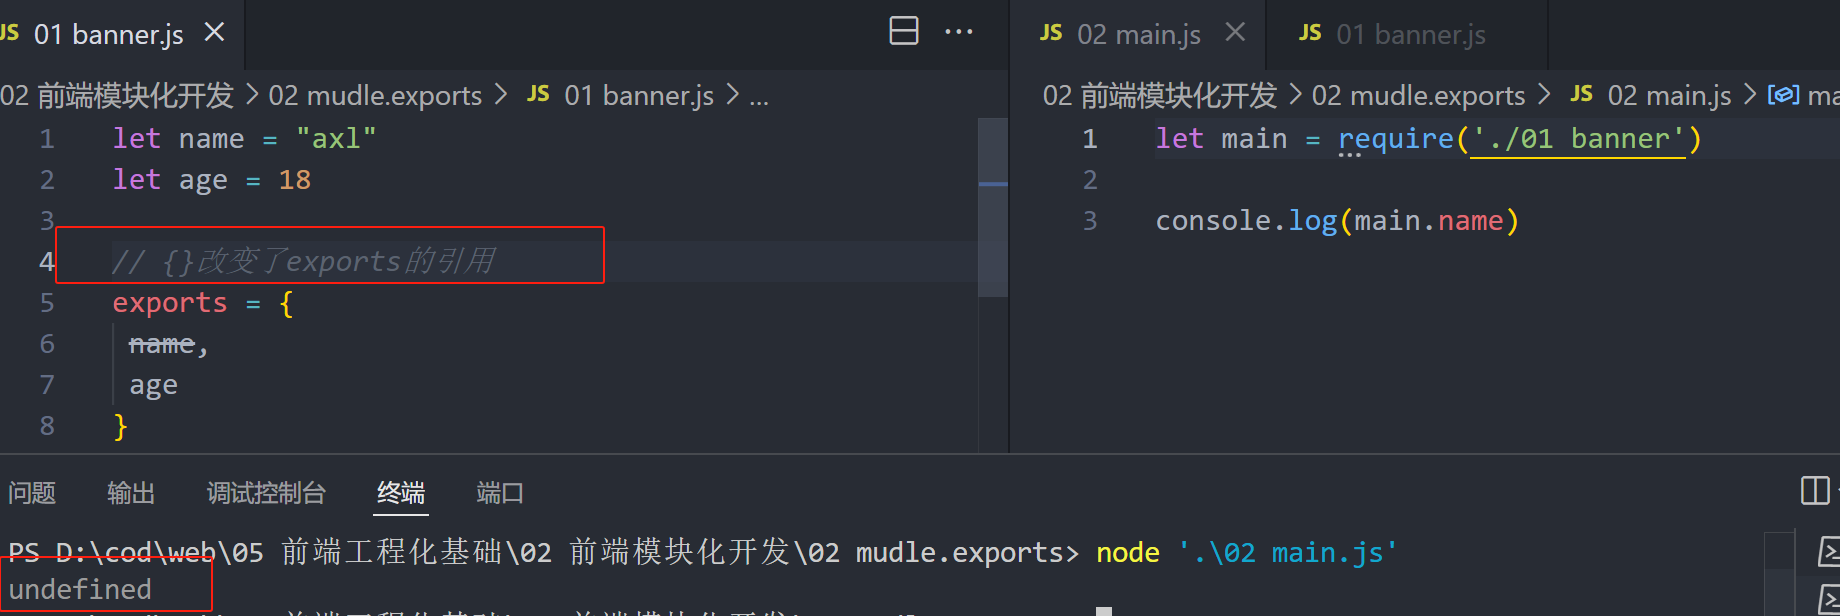 JS 01 banner.js
02 前端模块化开发 > 02 mudle.exports > JS 01 banner.js > ...
1 let name = "axl"
2 let age = 18
3
4 // {}改变了exports的引用
5 exports = {
6 name,
7 age
8 }
JS 02 main.js JS 01 banner.js
02 前端模块化开发 > 02 mudle.exports > JS 02 main.js > ma
1 let main = require('./01 banner')
2
3 console.log(main.name)
问题 输出 调试控制台 终端 端口
PS D:\cod\web\05 前端工程化基础\02 前端模块化开发\02 mudle.exports> node '.\02 main.js'
undefined